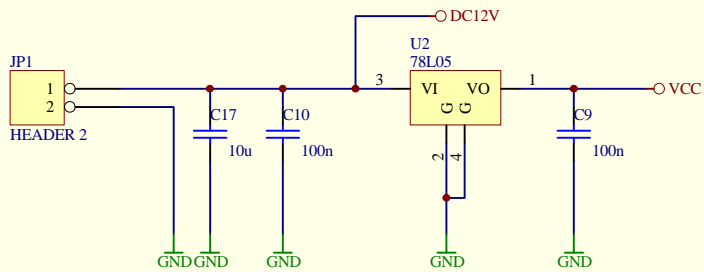 DC12V
JP1
1
2
HEADER 2
C17
10u
C10
100n
U2
78L05
3
VI
VO
1
G
G
2
4
C9
100n
VCC
GND
GND
GND
GND
GND